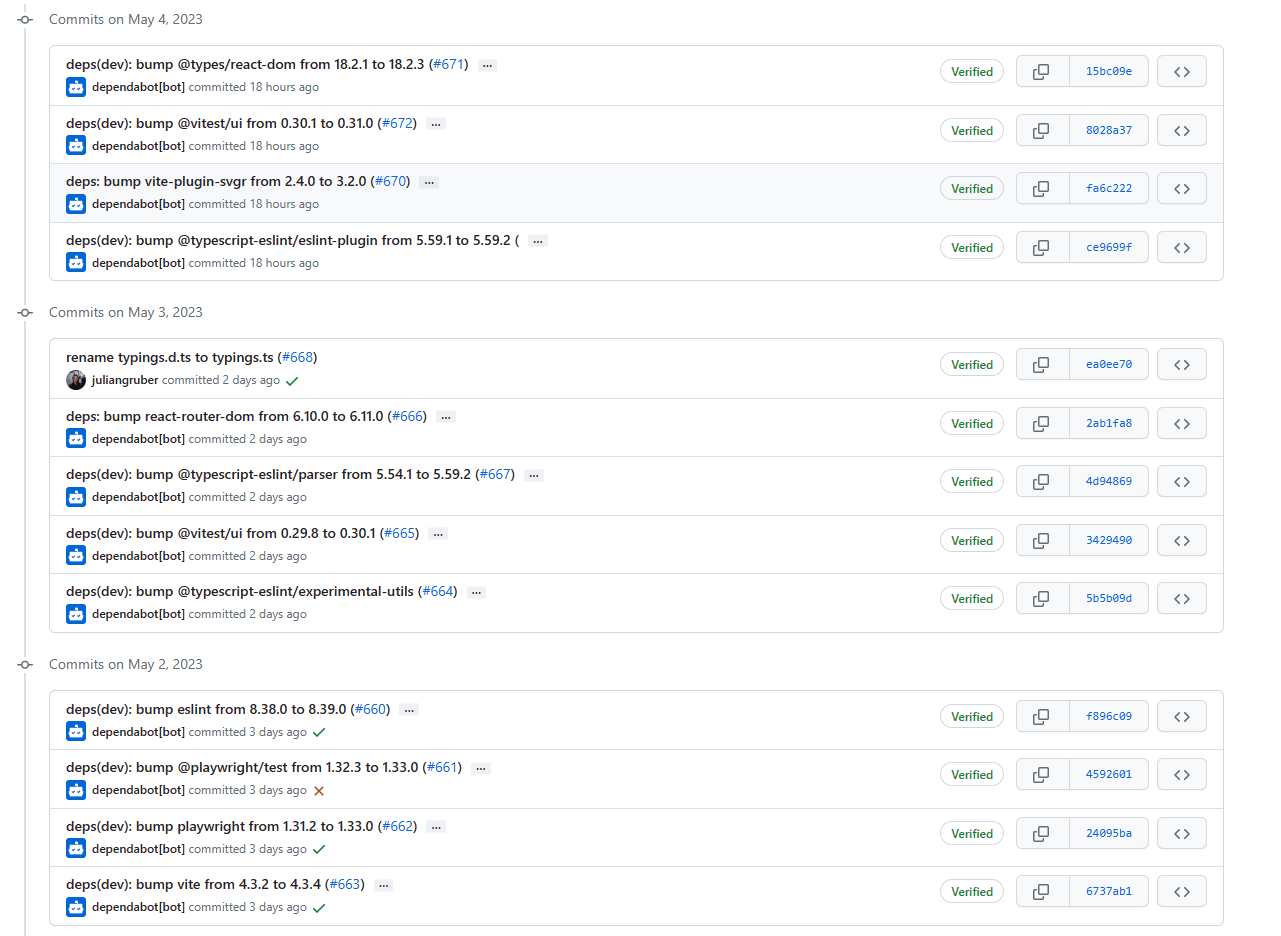 Commits on May 4, 2023
deps(dev): bump @types/react-dom from 18.2.1 to 18.2.3 (#671) ...
dependabot[bot] committed 18 hours ago
Verified 15bc09e
deps(dev): bump @vitest/ui from 0.30.1 to 0.31.0 (#672) ...
dependabot[bot] committed 18 hours ago
Verified 8028a37
deps: bump vite-plugin-svgr from 2.4.0 to 3.2.0 (#670) ...
dependabot[bot] committed 18 hours ago
Verified fa6c222
deps(dev): bump @typescript-eslint/eslint-plugin from 5.59.1 to 5.59.2 ( ...
dependabot[bot] committed 18 hours ago
Verified ce9699f
Commits on May 3, 2023
rename typings.d.ts to typings.ts (#668)
juliangruber committed 2 days ago
Verified ea0ee70
deps: bump react-router-dom from 6.10.0 to 6.11.0 (#666) ...
dependabot[bot] committed 2 days ago
Verified 2ab1fa8
deps(dev): bump @typescript-eslint/parser from 5.54.1 to 5.59.2 (#667) ...
dependabot[bot] committed 2 days ago
Verified 4d94869
deps(dev): bump @vitest/ui from 0.29.8 to 0.30.1 (#665) ...
dependabot[bot] committed 2 days ago
Verified 3429490
deps(dev): bump @typescript-eslint/experimental-utils (#664) ...
dependabot[bot] committed 2 days ago
Verified 5b5b09d
Commits on May 2, 2023
deps(dev): bump eslint from 8.38.0 to 8.39.0 (#660) ...
dependabot[bot] committed 3 days ago
Verified f896c09
deps(dev): bump @playwright/test from 1.32.3 to 1.33.0 (#661) ...
dependabot[bot] committed 3 days ago
Verified 4592601
deps(dev): bump playwright from 1.31.2 to 1.33.0 (#662) ...
dependabot[bot] committed 3 days ago
Verified 24095ba
deps(dev): bump vite from 4.3.2 to 4.3.4 (#663) ...
dependabot[bot] committed 3 days ago
Verified 6737ab1